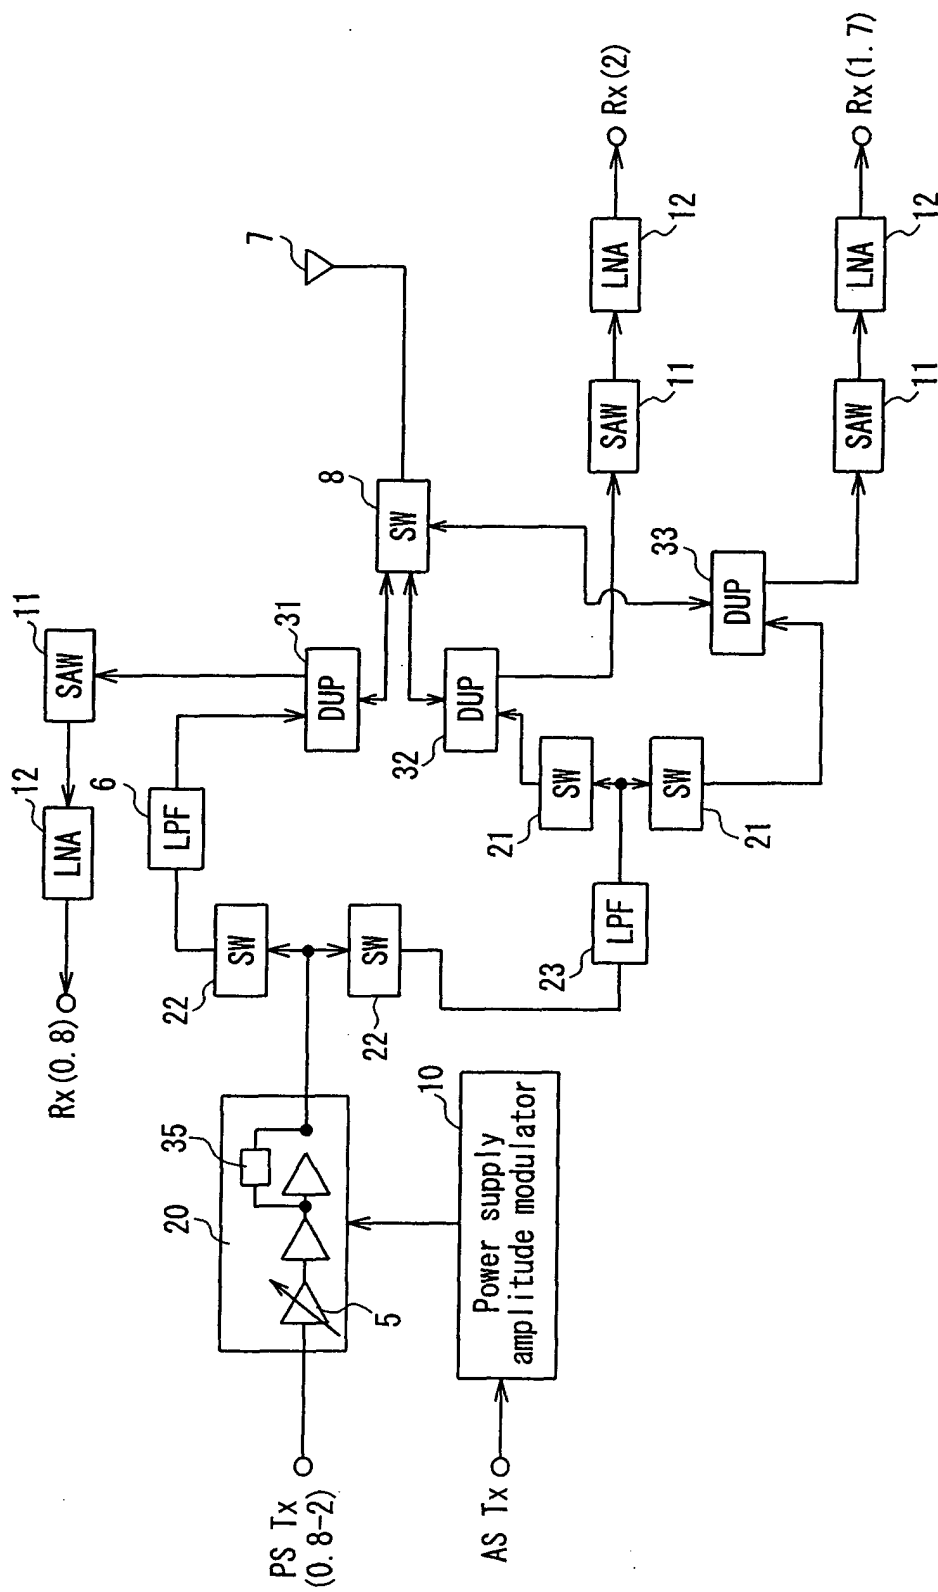 PS Tx
(0.8-2)
AS Tx
20
35
5
10
Power supply
amplitude modulator
Rx(0.8)
12
LNA
11
SAW
22
SW
SW
22
6
LPF
31
DUP
8
SW
7
32
DUP
23
LPF
21
SW
SW
21
33
DUP
11
SAW
12
LNA
Rx(2)
11
SAW
12
LNA
Rx(1.7)